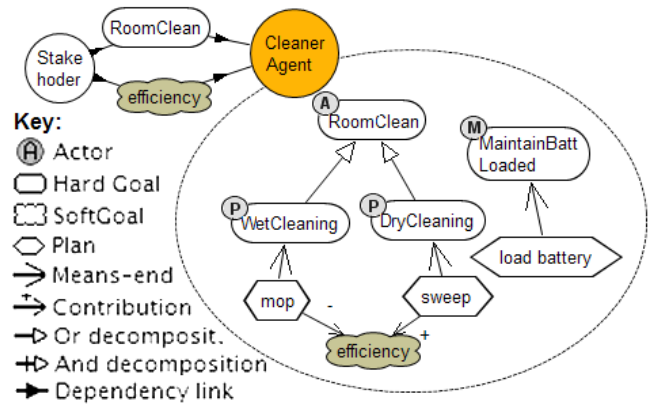 RoomClean
Stake
hoder
efficiency
Cleaner
Agent
A
RoomClean
M
MaintainBatt
Loaded
P
WetCleaning
P
DryCleaning
load battery
mop
-
sweep
+
efficiency
Key:
A Actor
Hard Goal
SoftGoal
Plan
Means-end
+
Contribution
Or decomposit.
And decomposition
Dependency link